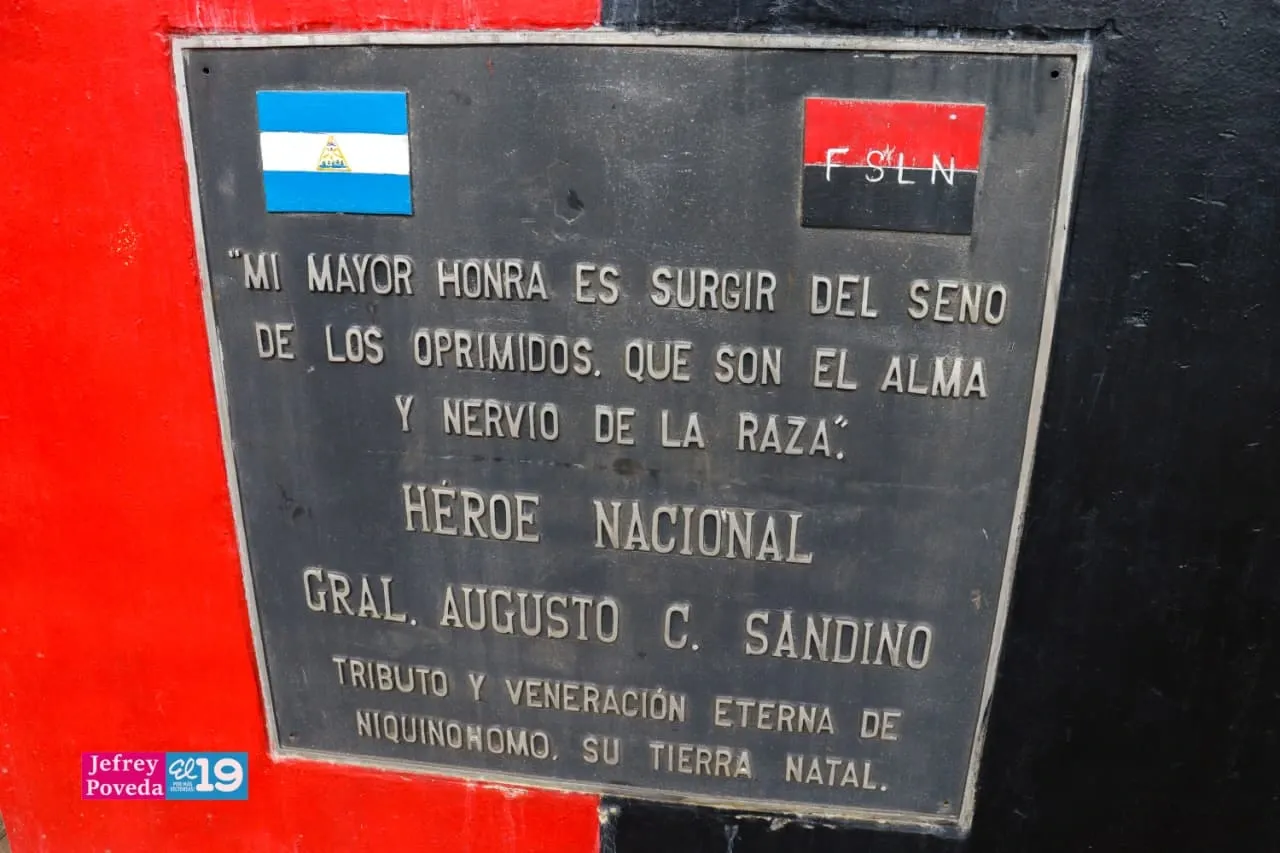 FSLN
"MI MAYOR HONRA ES SURGIR DEL SENO
DE LOS OPRIMIDOS, QUE SON EL ALMA
Y NERVIO DE LA RAZA".
HÉROE NACIONAL
GRAL. AUGUSTO C. SANDINO
TRIBUTO Y VENERACIÓN ETERNA DE
NIQUINOHOMO, SU TIERRA NATAL.
Jefrey
Poveda
El 19